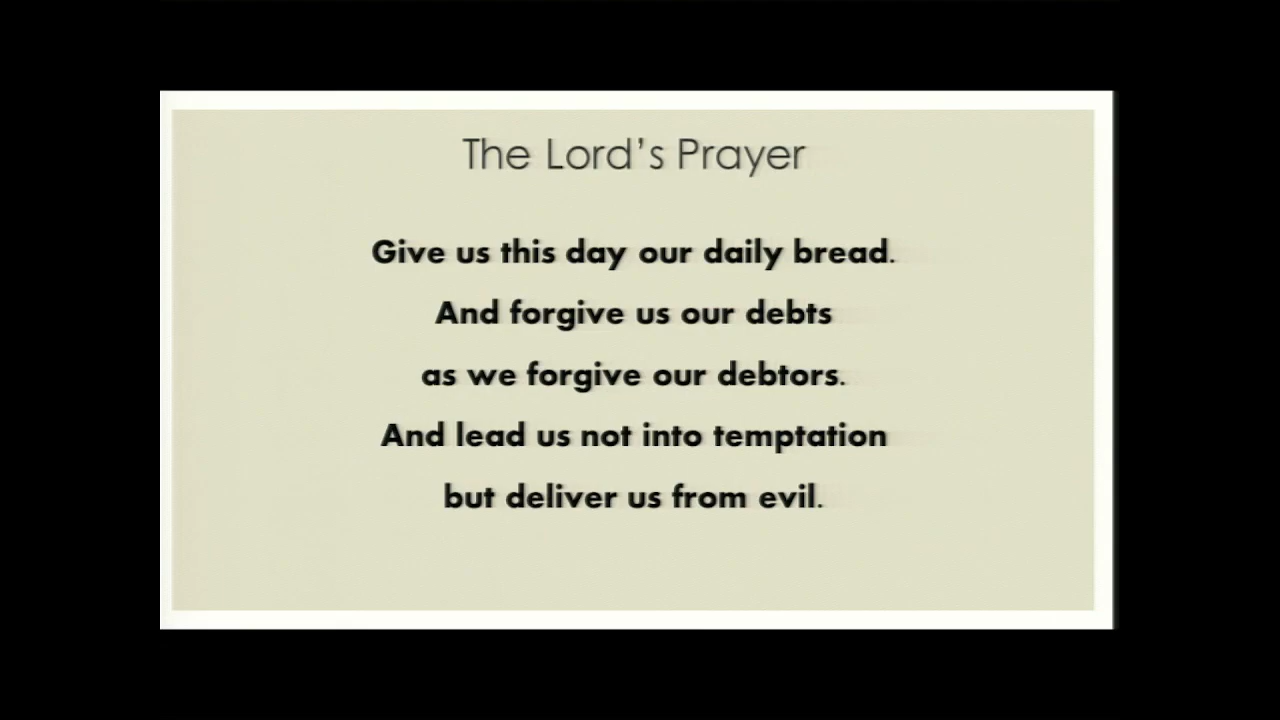 The Lord’s Prayer
Give us this day our daily bread.
And forgive us our debts
as we forgive our debtors.
And lead us not into temptation
but deliver us from evil.